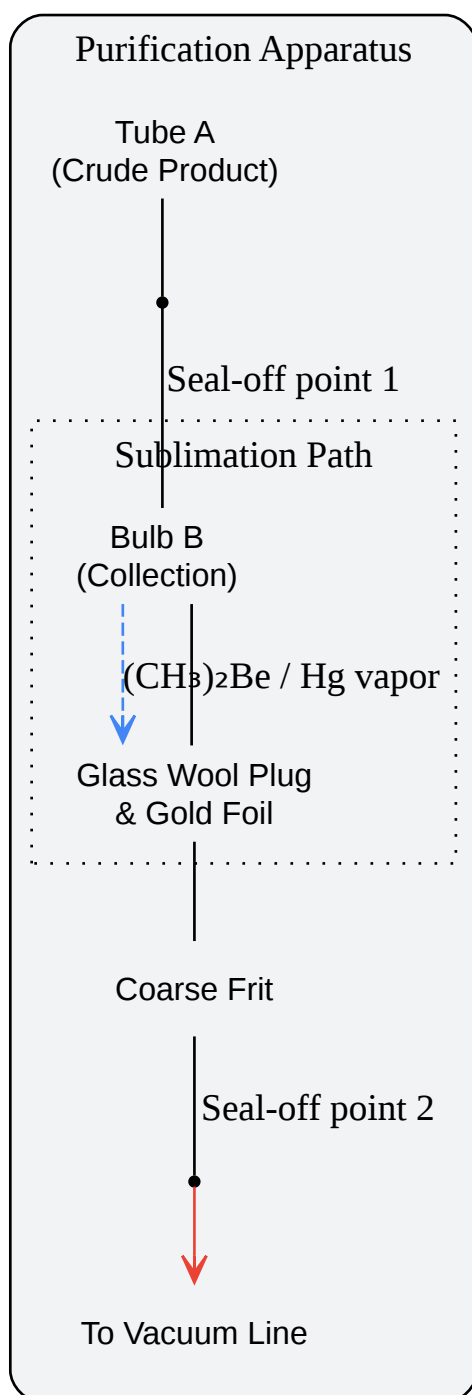 Purification Apparatus
Tube A
(Crude Product)
Seal-off point 1
Sublimation Path
Bulb B
(Collection)
(CH₃)₂Be / Hg vapor
Glass Wool Plug
& Gold Foil
Coarse Frit
Seal-off point 2
To Vacuum Line